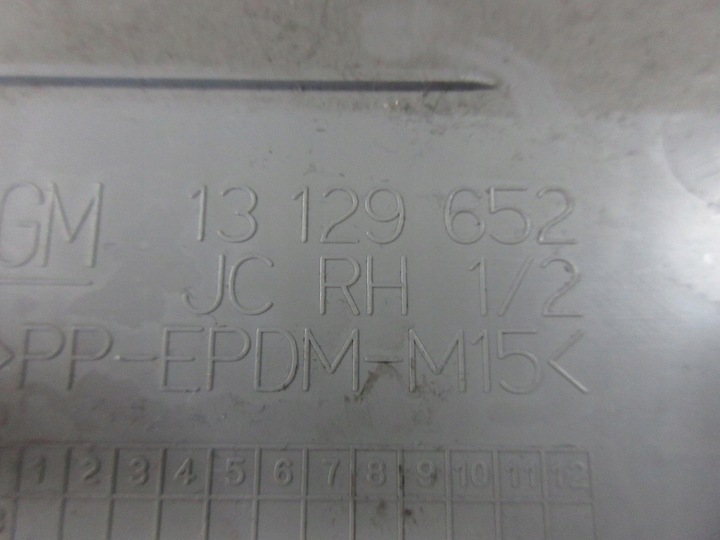 GM 13 129 652
JC RH 1/2
>PP-EPDM-M15<
1 2 3 4 5 6 7 8 9 10 11 12